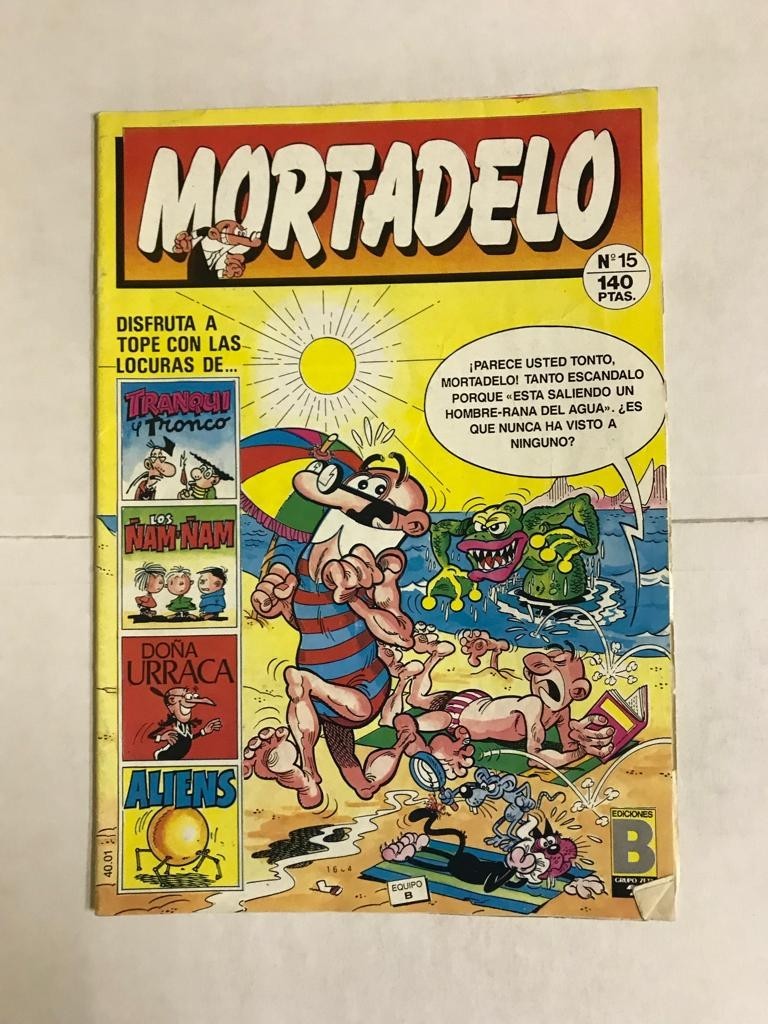 MORTADELO
Nº 15
140
PTAS.
DISFRUTA A
TOPE CON LAS
LOCURAS DE...
TRANQUI
y Tronco
LOS
ÑAM-ÑAM
DOÑA
URRACA
ALIENS
40.01
¡PARECE USTED TONTO,
MORTADELO! TANTO ESCANDALO
PORQUE «ESTA SALIENDO UN
HOMBRE-RANA DEL AGUA». ¿ES
QUE NUNCA HA VISTO A
NINGUNO?
EDICIONES
B
GRUPO
EQUIPO
B